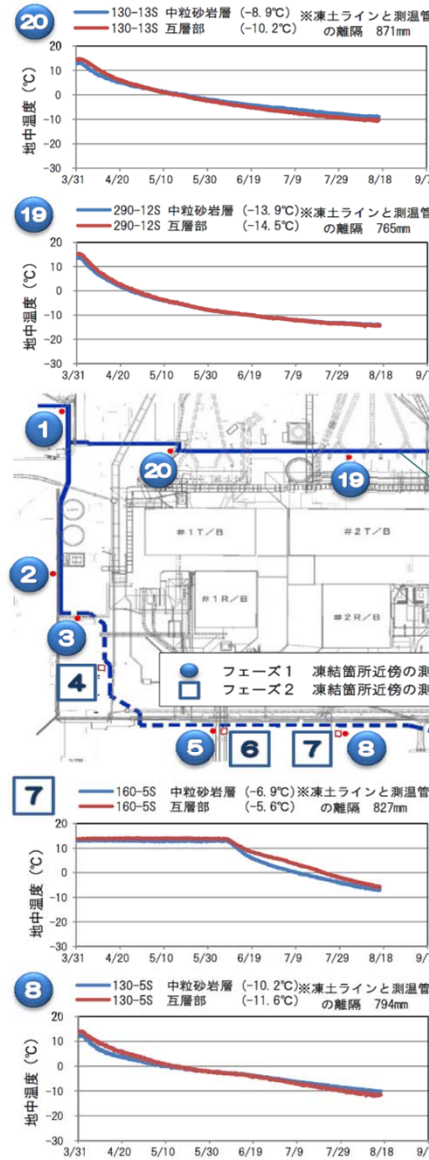 20
130-13S 中粒砂岩層 (-8.9℃)※凍土ラインと測温管
130-13S 互層部 (-10.2℃) の離隔 871mm
地中温度 (℃)
20
10
0
-10
-20
-30
3/31 4/20 5/10 5/30 6/19 7/9 7/29 8/18 9/7
19
290-12S 中粒砂岩層 (-13.9℃)※凍土ラインと測温管
290-12S 互層部 (-14.5℃) の離隔 765mm
地中温度 (℃)
20
10
0
-10
-20
-30
3/31 4/20 5/10 5/30 6/19 7/9 7/29 8/18 9/7
1
20
19
#1T/B
#2T/B
2
#1R/B
#2R/B
3
4
● フェーズ1 凍結箇所近傍の測
□ フェーズ2 凍結箇所近傍の測
5
6
7
8
7
160-5S 中粒砂岩層 (-6.9℃)※凍土ラインと測温管
160-5S 互層部 (-5.6℃) の離隔 827mm
地中温度 (℃)
20
10
0
-10
-20
-30
3/31 4/20 5/10 5/30 6/19 7/9 7/29 8/18 9/7
8
130-5S 中粒砂岩層 (-10.2℃)※凍土ラインと測温管
130-5S 互層部 (-11.6℃) の離隔 794mm
地中温度 (℃)
20
10
0
-10
-20
-30
3/31 4/20 5/10 5/30 6/19 7/9 7/29 8/18 9/7